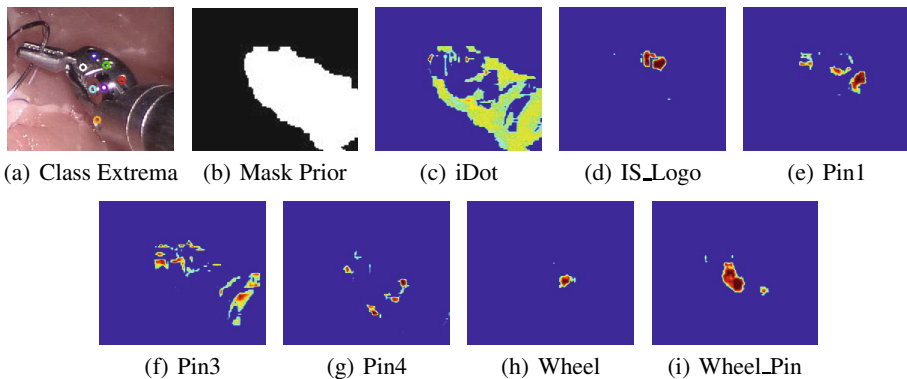 (a) Class Extrema
(b) Mask Prior
(c) iDot
(d) IS_Logo
(e) Pin1
(f) Pin3
(g) Pin4
(h) Wheel
(i) Wheel_Pin